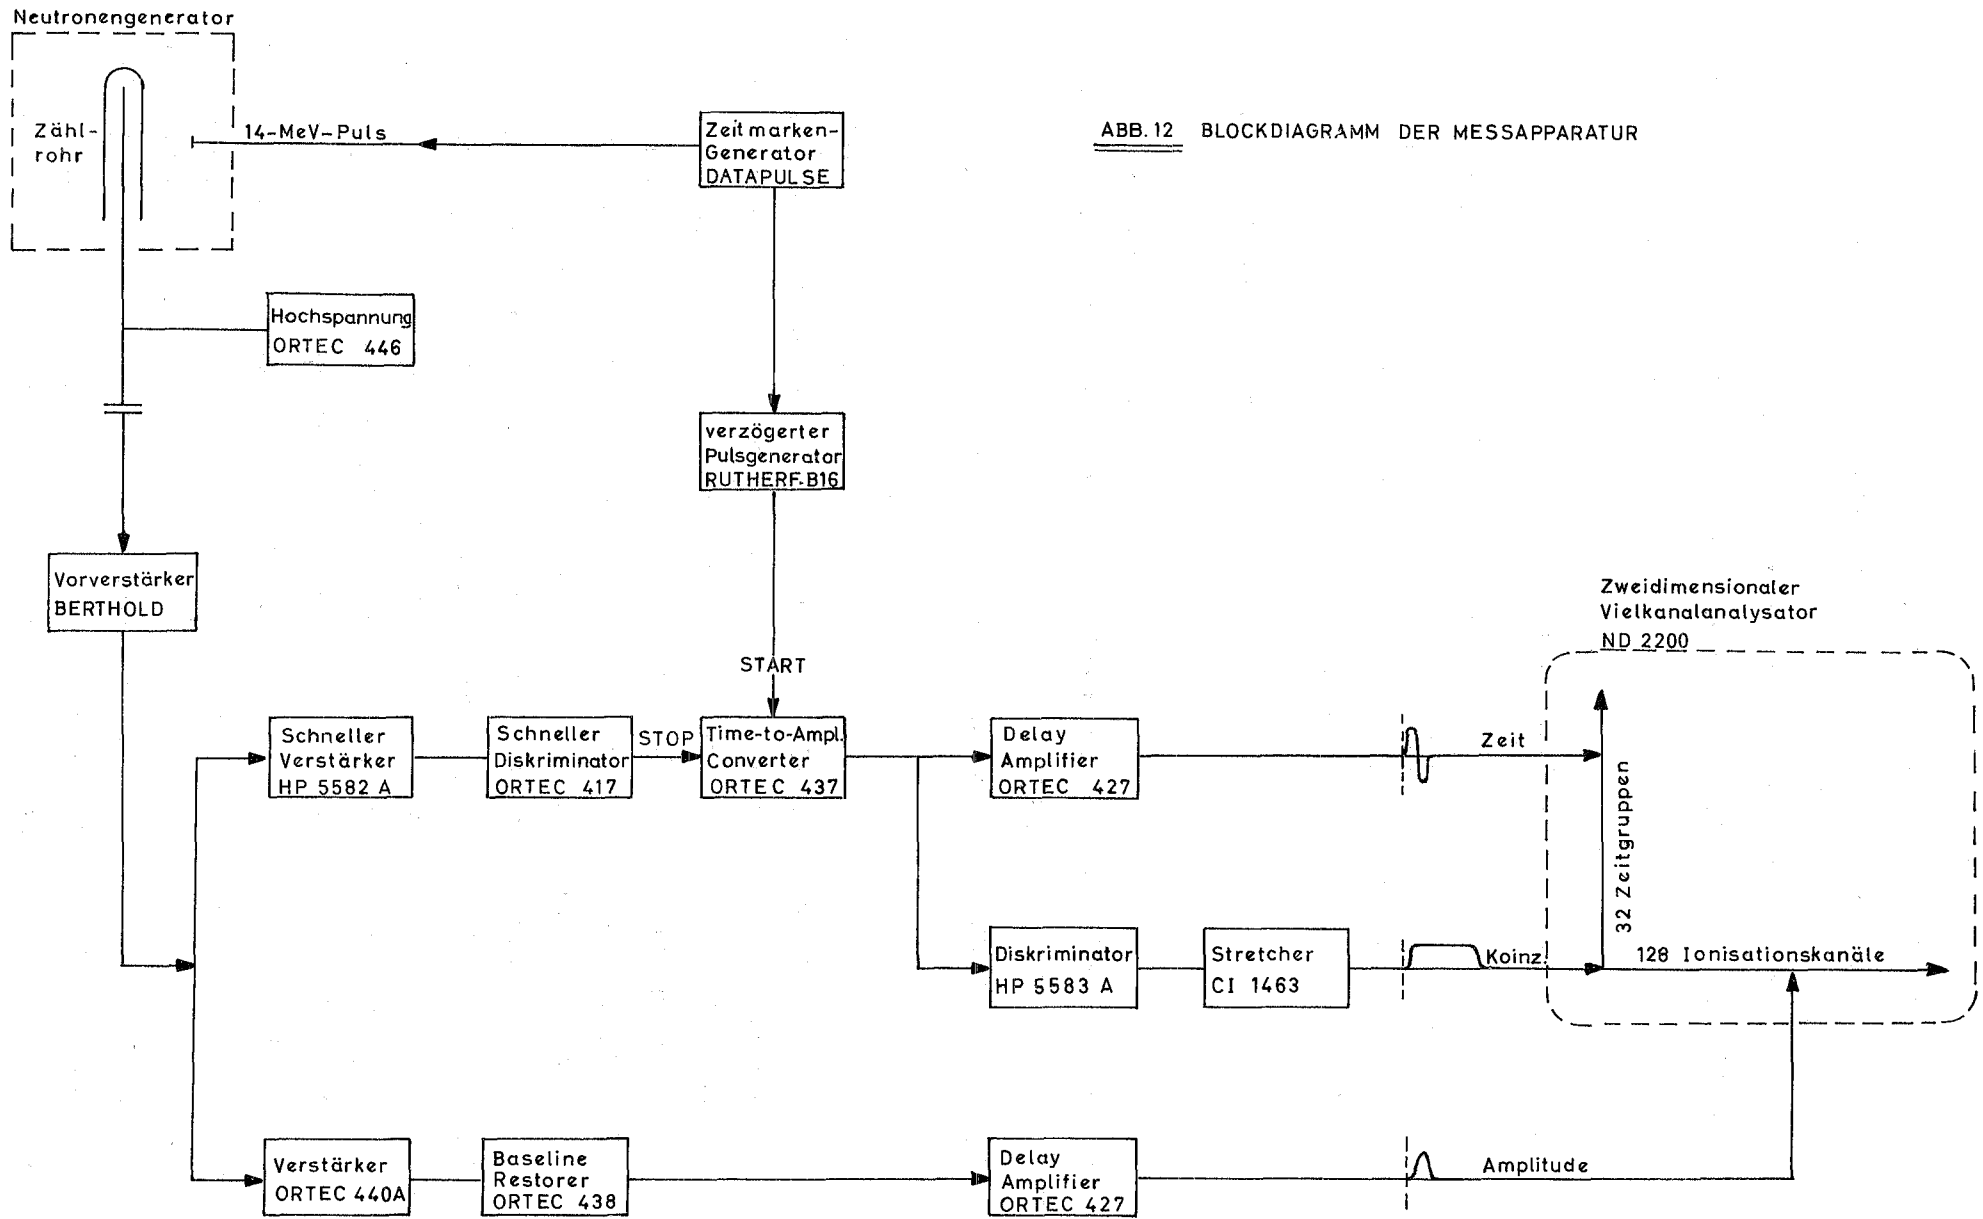 Neutronengenerator
Zähl-
rohr
14-MeV-Puls
Zeitmarken-
Generator
DATAPULSE
ABB. 12 BLOCKDIAGRAMM DER MESSAPPARATUR
Hochspannung
ORTEC 446
verzögerter
Pulsgenerator
RUTHERF.B16
Vorverstärker
BERTHOLD
START
Zweidimensionaler
Vielkanalanalysator
ND 2200
Schneller
Verstärker
HP 5582 A
Schneller
Diskriminator
ORTEC 417
STOP
Time-to-Ampl.
Converter
ORTEC 437
Delay
Amplifier
ORTEC 427
Zeit
32 Zeitgruppen
Diskriminator
HP 5583 A
Stretcher
CI 1463
Koinz.
128 Ionisationskanäle
Verstärker
ORTEC 440A
Baseline
Restorer
ORTEC 438
Delay
Amplifier
ORTEC 427
Amplitude